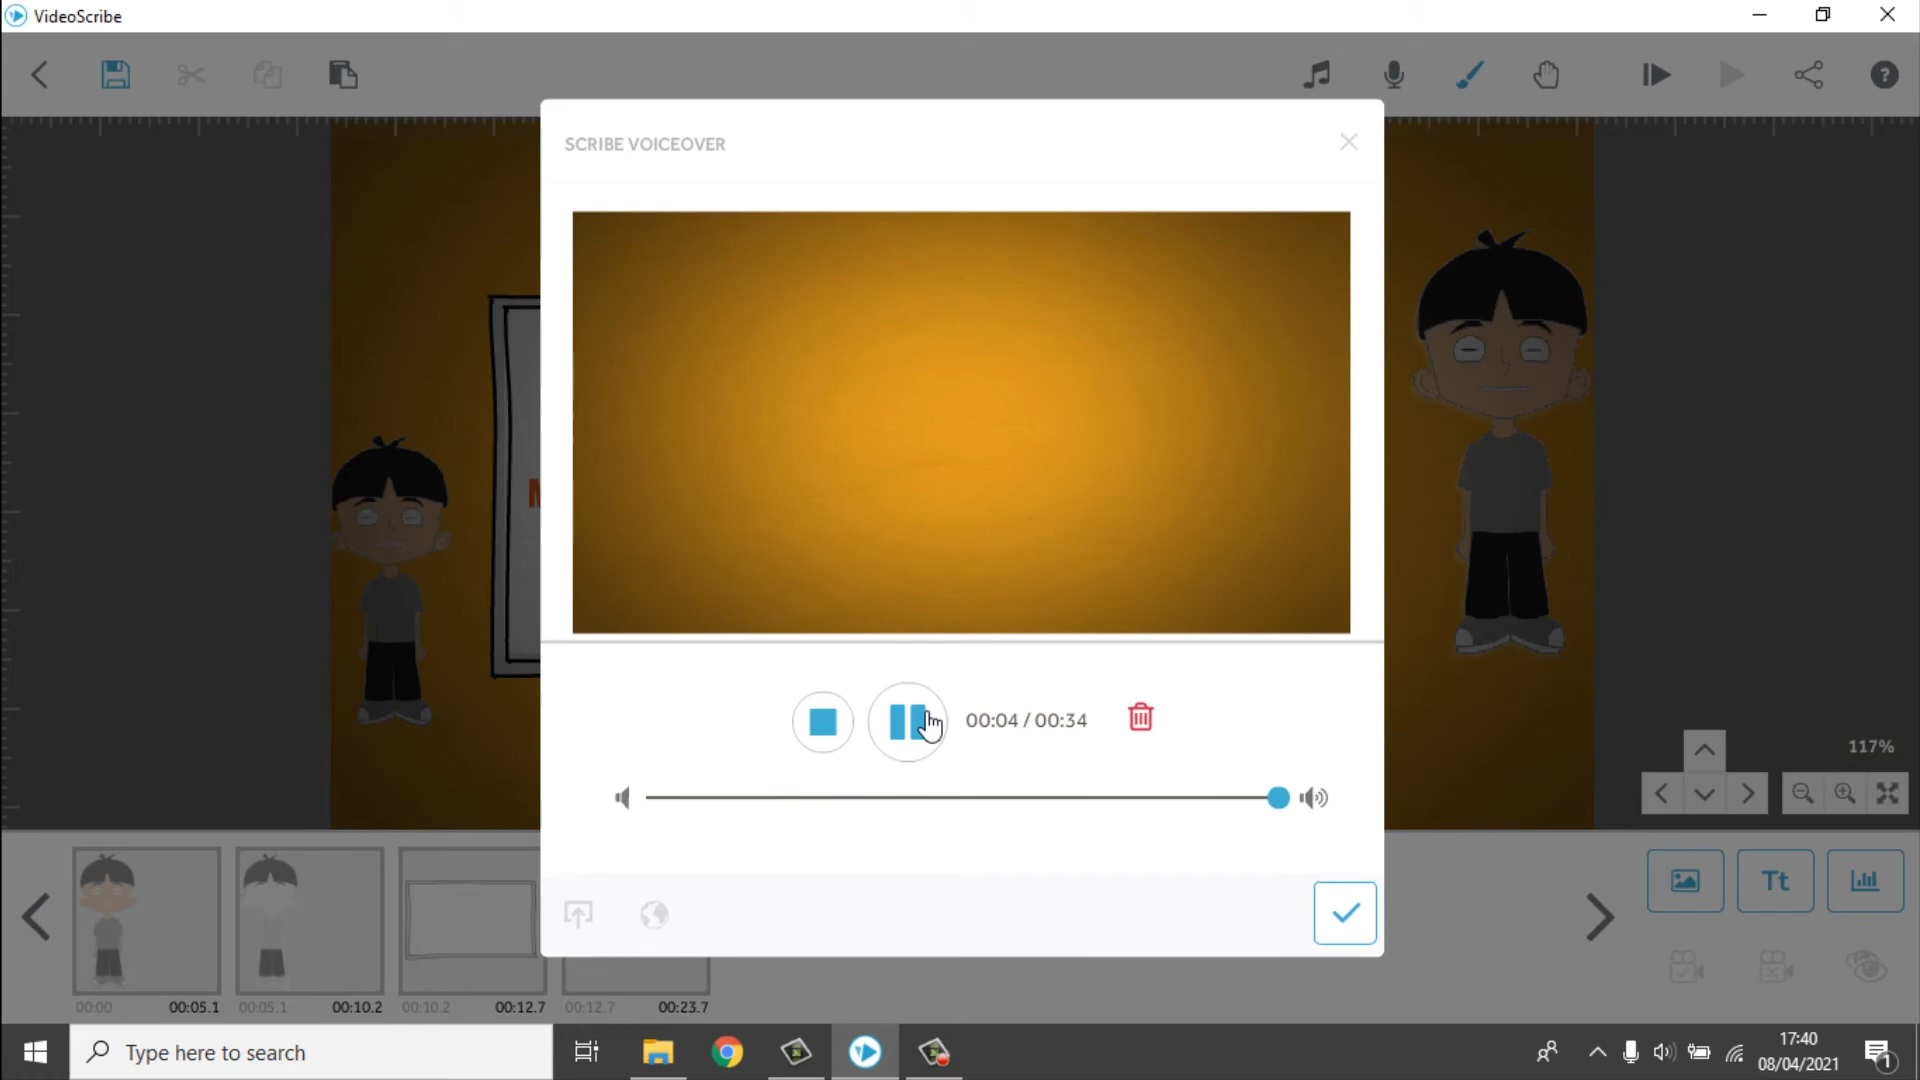 VideoScribe
SCRIBE VOICEOVER
00:04 / 00:34
117%
Tt
00:00 00:05.1 00:05.1 00:10.2 00:10.2 00:12.7 00:12.7 00:23.7
Type here to search
17:40
08/04/2021
1